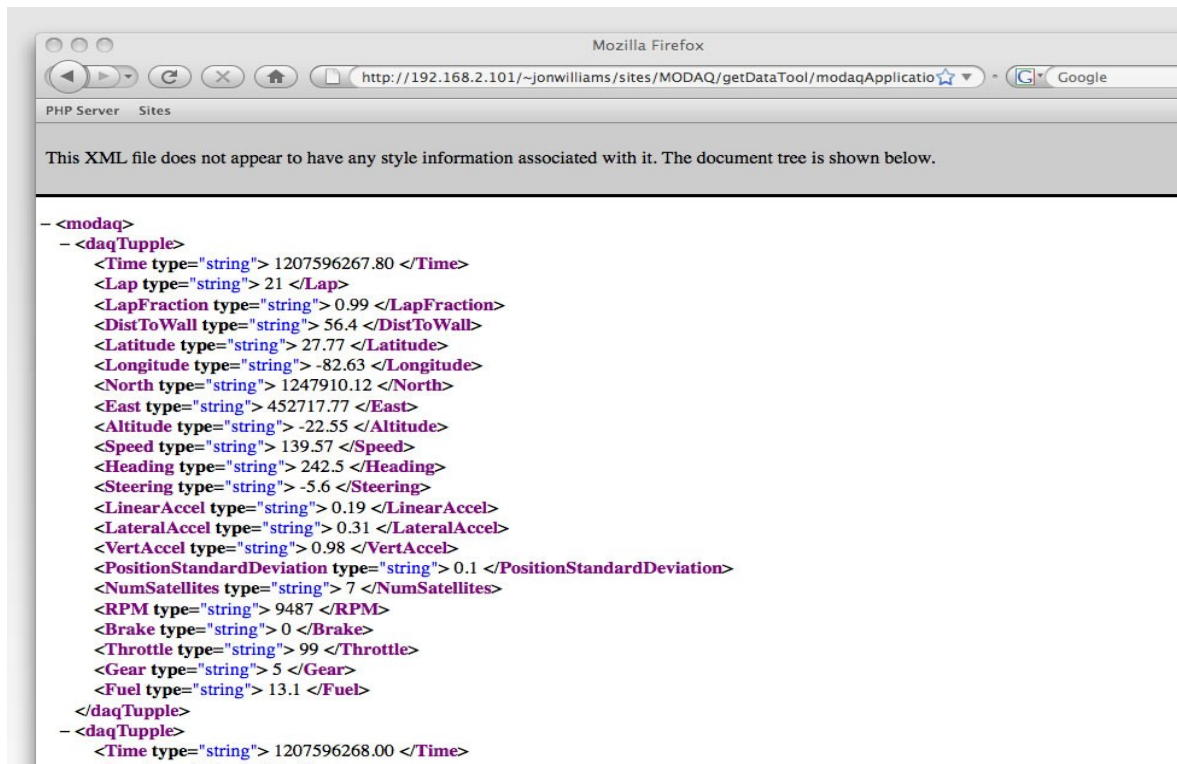 Mozilla Firefox
http://192.168.2.101/~jonwilliams/sites/MODAQ/getDataTool/modaqApplicatio
G Google
PHP Server Sites
This XML file does not appear to have any style information associated with it. The document tree is shown below.
– <modaq>
– <daqTupple>
<Time type="string"> 1207596267.80 </Time>
<Lap type="string"> 21 </Lap>
<LapFraction type="string"> 0.99 </LapFraction>
<DistToWall type="string"> 56.4 </DistToWall>
<Latitude type="string"> 27.77 </Latitude>
<Longitude type="string"> -82.63 </Longitude>
<North type="string"> 1247910.12 </North>
<East type="string"> 452717.77 </East>
<Altitude type="string"> -22.55 </Altitude>
<Speed type="string"> 139.57 </Speed>
<Heading type="string"> 242.5 </Heading>
<Steering type="string"> -5.6 </Steering>
<LinearAccel type="string"> 0.19 </LinearAccel>
<LateralAccel type="string"> 0.31 </LateralAccel>
<VertAccel type="string"> 0.98 </VertAccel>
<PositionStandardDeviation type="string"> 0.1 </PositionStandardDeviation>
<NumSatellites type="string"> 7 </NumSatellites>
<RPM type="string"> 9487 </RPM>
<Brake type="string"> 0 </Brake>
<Throttle type="string"> 99 </Throttle>
<Gear type="string"> 5 </Gear>
<Fuel type="string"> 13.1 </Fuel>
</daqTupple>
– <daqTupple>
<Time type="string"> 1207596268.00 </Time>